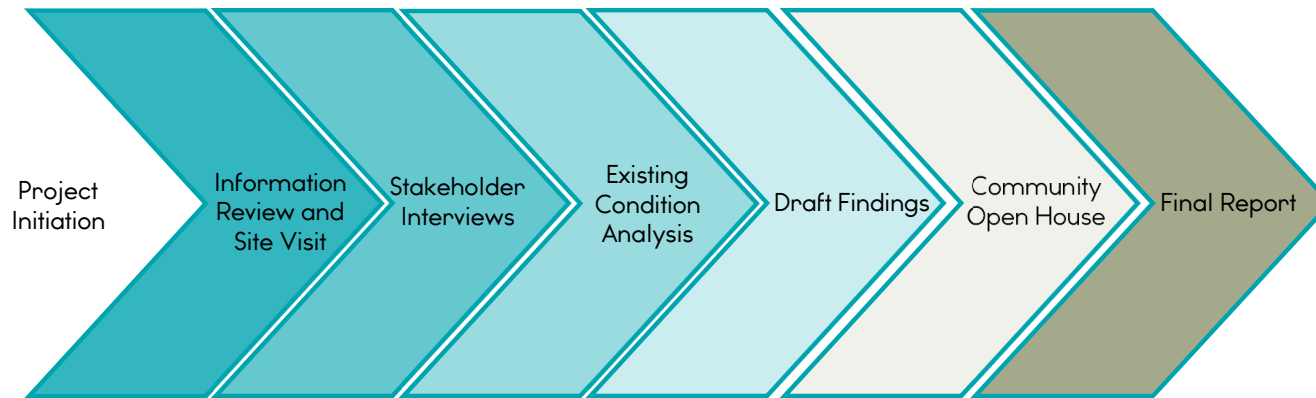 Project
Initiation
Information
Review and
Site Visit
Stakeholder
Interviews
Existing
Condition
Analysis
Draft Findings
Community
Open House
Final Report